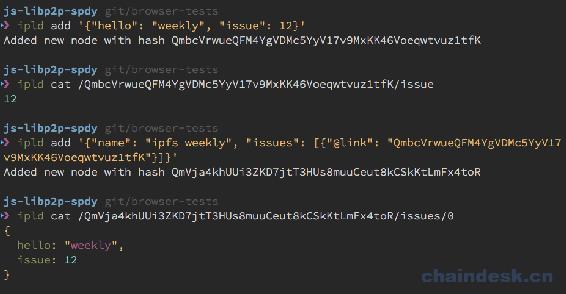 js-libp2p-spdy git/browser-tests
❯ ipld add '{"hello": "weekly", "issue": 12}'
Added new node with hash QmbcVrwueQFM4YgVDMc5YyV17v9MxKK46Voeqwtvuz1tfK
js-libp2p-spdy git/browser-tests
❯ ipld cat /QmbcVrwueQFM4YgVDMc5YyV17v9MxKK46Voeqwtvuz1tfK/issue
12
js-libp2p-spdy git/browser-tests
❯ ipld add '{"name": "ipfs weekly", "issues": [{"@link": "QmbcVrwueQFM4YgVDMc5YyV17
v9MxKK46Voeqwtvuz1tfK"}]}'
Added new node with hash QmVja4khUUi3ZKD7jtT3HUs8muuCeut8kCSkKtLmFx4toR
js-libp2p-spdy git/browser-tests
❯ ipld cat /QmVja4khUUi3ZKD7jtT3HUs8muuCeut8kCSkKtLmFx4toR/issues/0
{
hello: "weekly",
issue: 12
}
chaindesk.cn